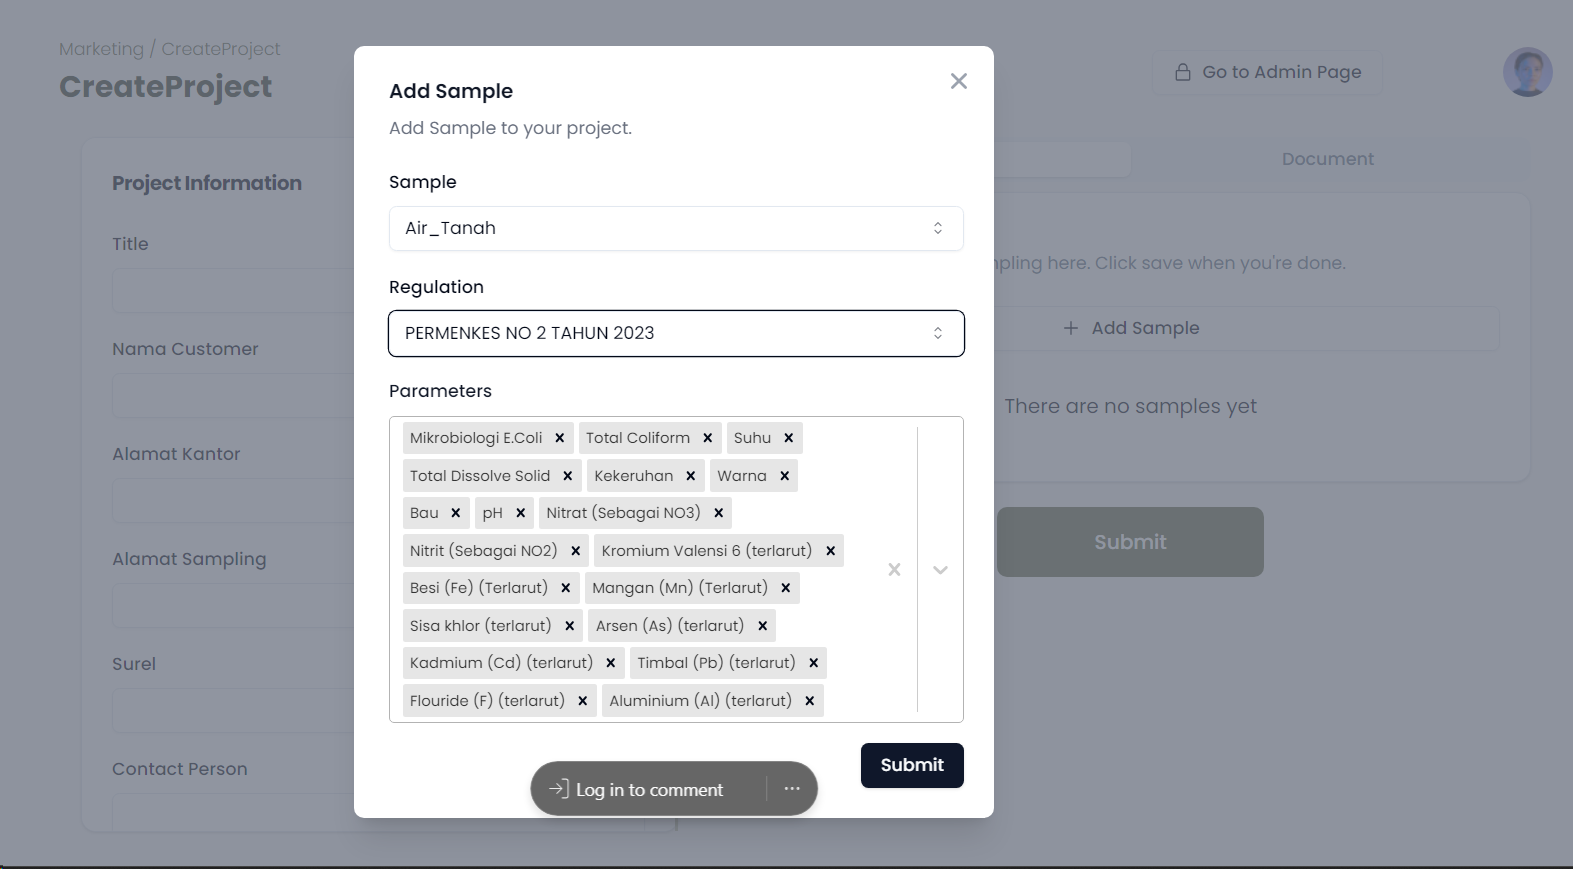 Marketing / CreateProject
CreateProject
Go to Admin Page
Project Information
Title
Nama Customer
Alamat Kantor
Alamat Sampling
Surel
Contact Person
Add Sample
Add Sample to your project.
Sample
Air_Tanah
Regulation
PERMENKES NO 2 TAHUN 2023
Parameters
Mikrobiologi E.Coli Total Coliform Suhu
Total Dissolve Solid Kekeruhan Warna
Bau pH Nitrat (Sebagai NO3)
Nitrit (Sebagai NO2) Kromium Valensi 6 (terlarut)
Besi (Fe) (Terlarut) Mangan (Mn) (Terlarut)
Sisa khlor (terlarut) Arsen (As) (terlarut)
Kadmium (Cd) (terlarut) Timbal (Pb) (terlarut)
Flouride (F) (terlarut) Aluminium (Al) (terlarut)
Submit
Log in to comment
Document
here. Click save when you're done.
Add Sample
There are no samples yet
Submit